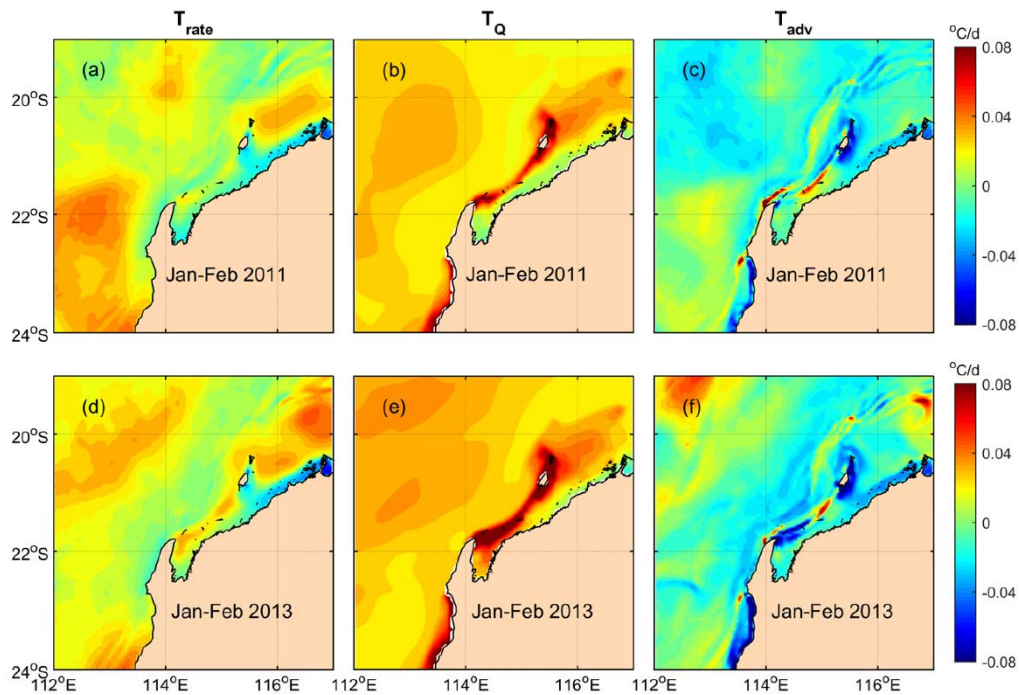 T_rate T_Q T_adv
°C/d
(a) (b) (c)
0.08
20°S
0.04
22°S
0
Jan-Feb 2011 Jan-Feb 2011 Jan-Feb 2011
-0.04
24°S
-0.08
°C/d
(d) (e) (f)
0.08
20°S
0.04
22°S
0
Jan-Feb 2013 Jan-Feb 2013 Jan-Feb 2013
-0.04
24°S
-0.08
112°E 114°E 116°E 112°E 114°E 116°E 112°E 114°E 116°E